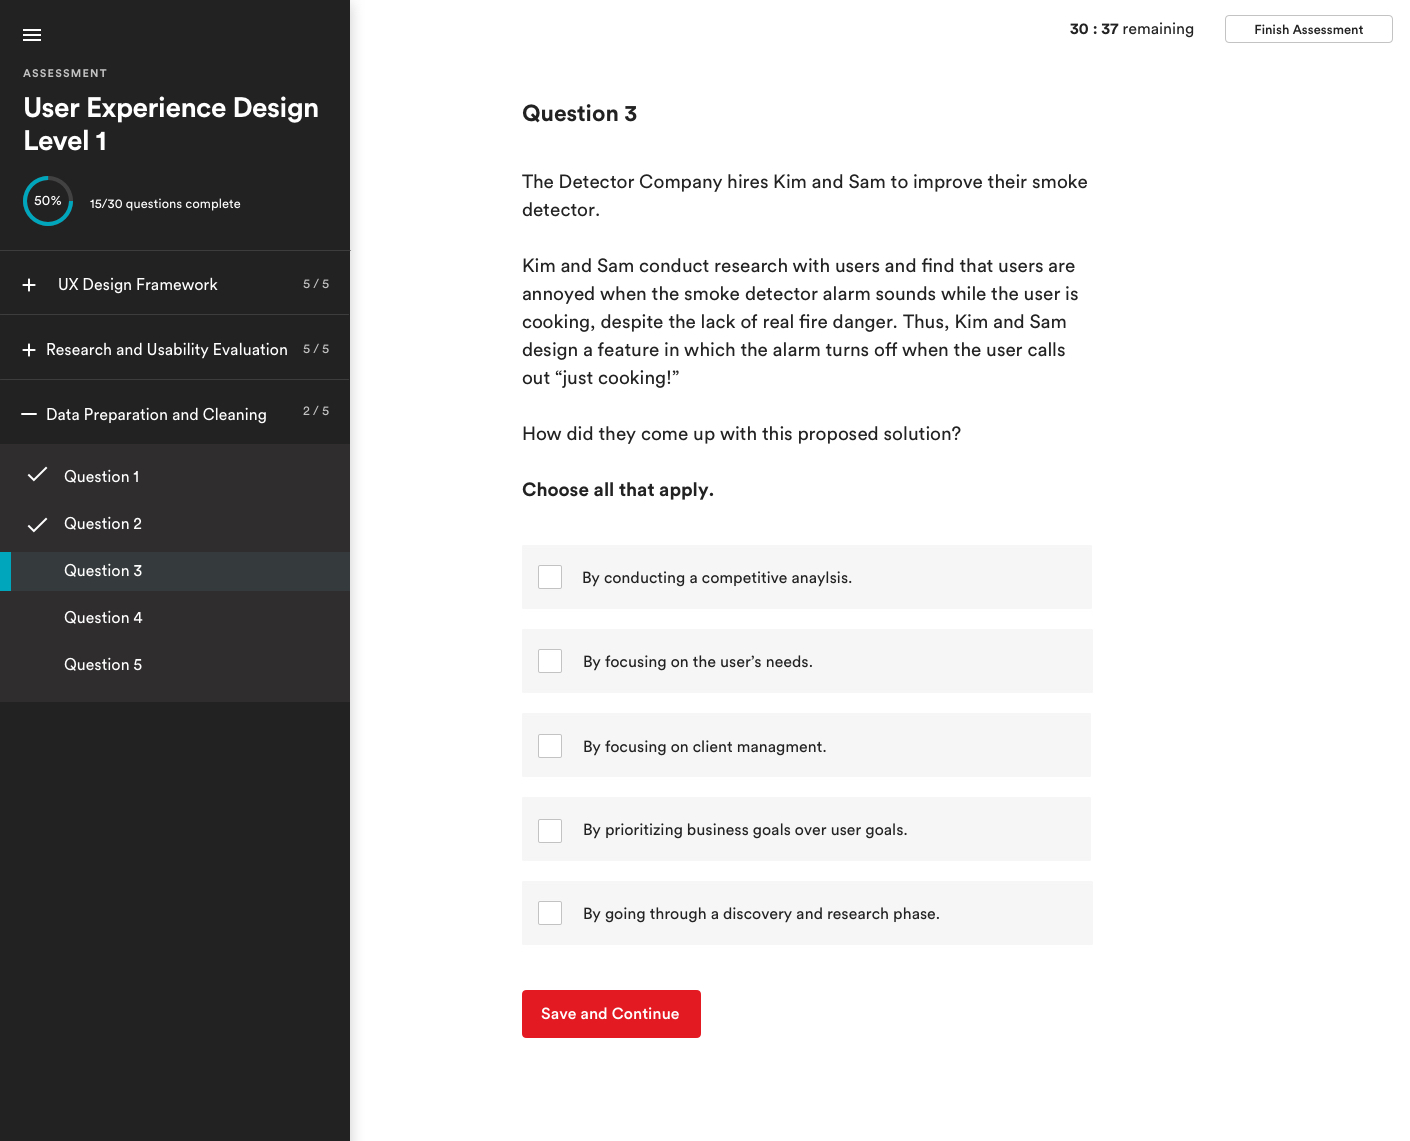 ASSESSMENT
User Experience Design
Level 1
50%
15/30 questions complete
UX Design Framework 5 / 5
Research and Usability Evaluation 5 / 5
Data Preparation and Cleaning 2 / 5
Question 1
Question 2
Question 3
Question 4
Question 5
30 : 37 remaining
Finish Assessment
Question 3
The Detector Company hires Kim and Sam to improve their smoke
detector.
Kim and Sam conduct research with users and find that users are
annoyed when the smoke detector alarm sounds while the user is
cooking, despite the lack of real fire danger. Thus, Kim and Sam
design a feature in which the alarm turns off when the user calls
out “just cooking!”
How did they come up with this proposed solution?
Choose all that apply.
By conducting a competitive anaylsis.
By focusing on the user’s needs.
By focusing on client managment.
By prioritizing business goals over user goals.
By going through a discovery and research phase.
Save and Continue